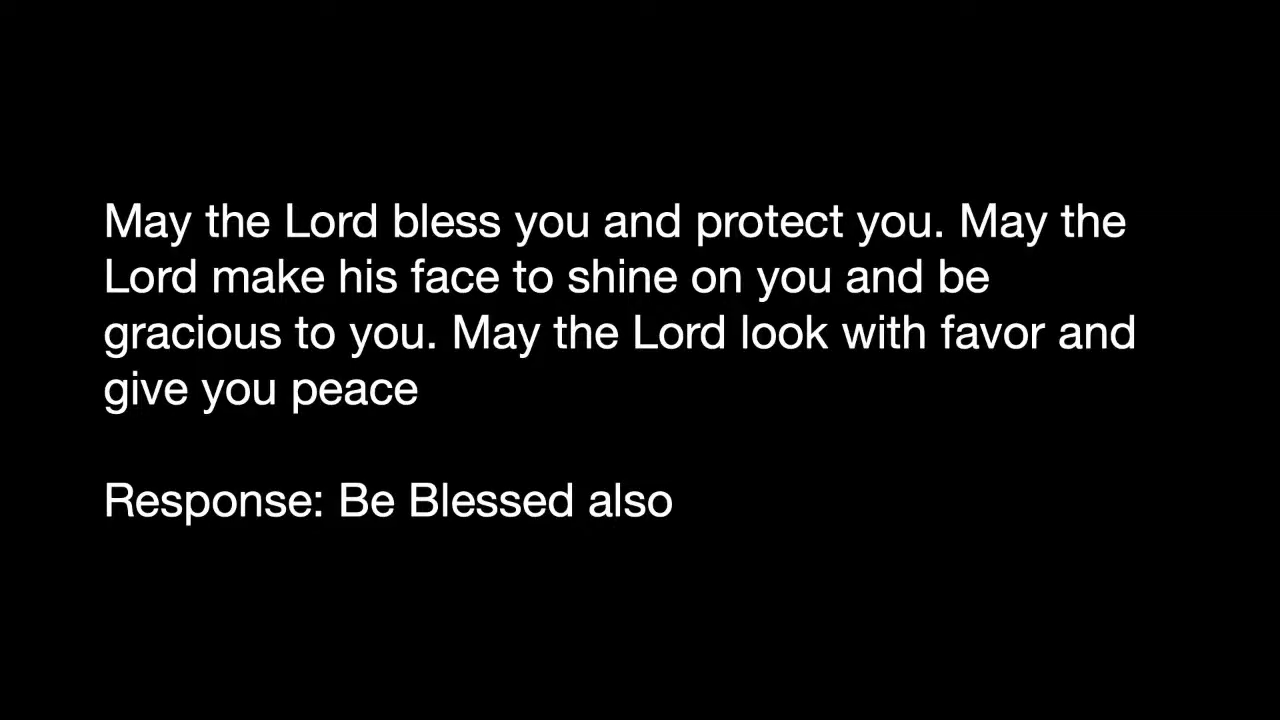 May the Lord bless you and protect you. May the
Lord make his face to shine on you and be
gracious to you. May the Lord look with favor and
give you peace
Response: Be Blessed also